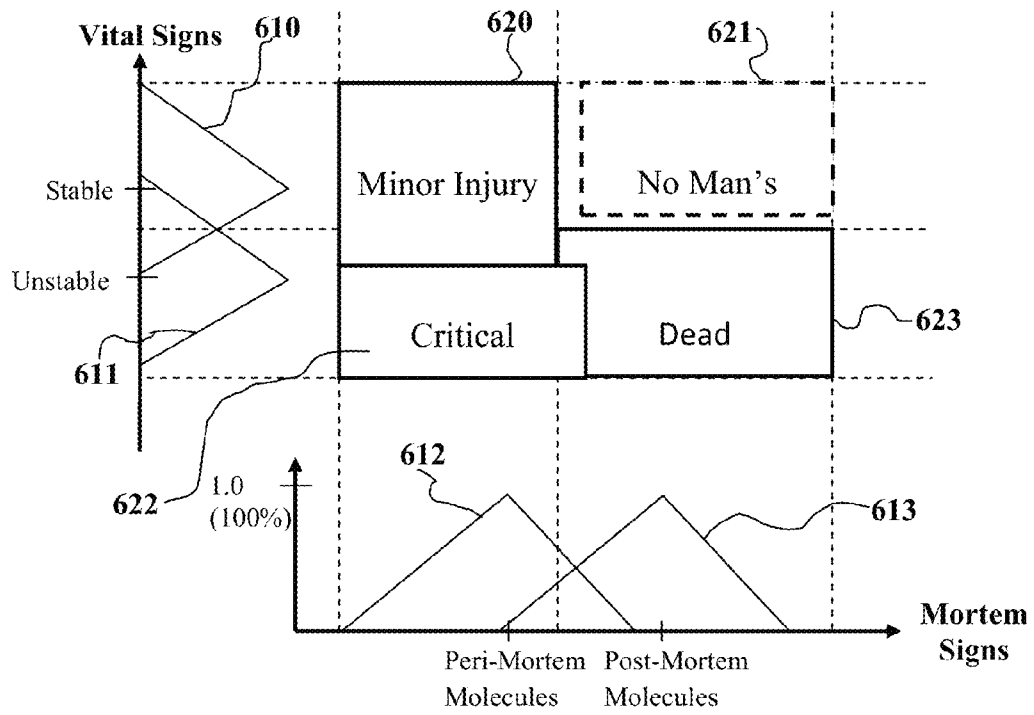 Vital Signs
610
620
621
Stable
Minor Injury
No Man's
Unstable
Critical
Dead
623
611
622
1.0
(100%)
612
613
Mortem
Signs
Peri-Mortem
Molecules
Post-Mortem
Molecules